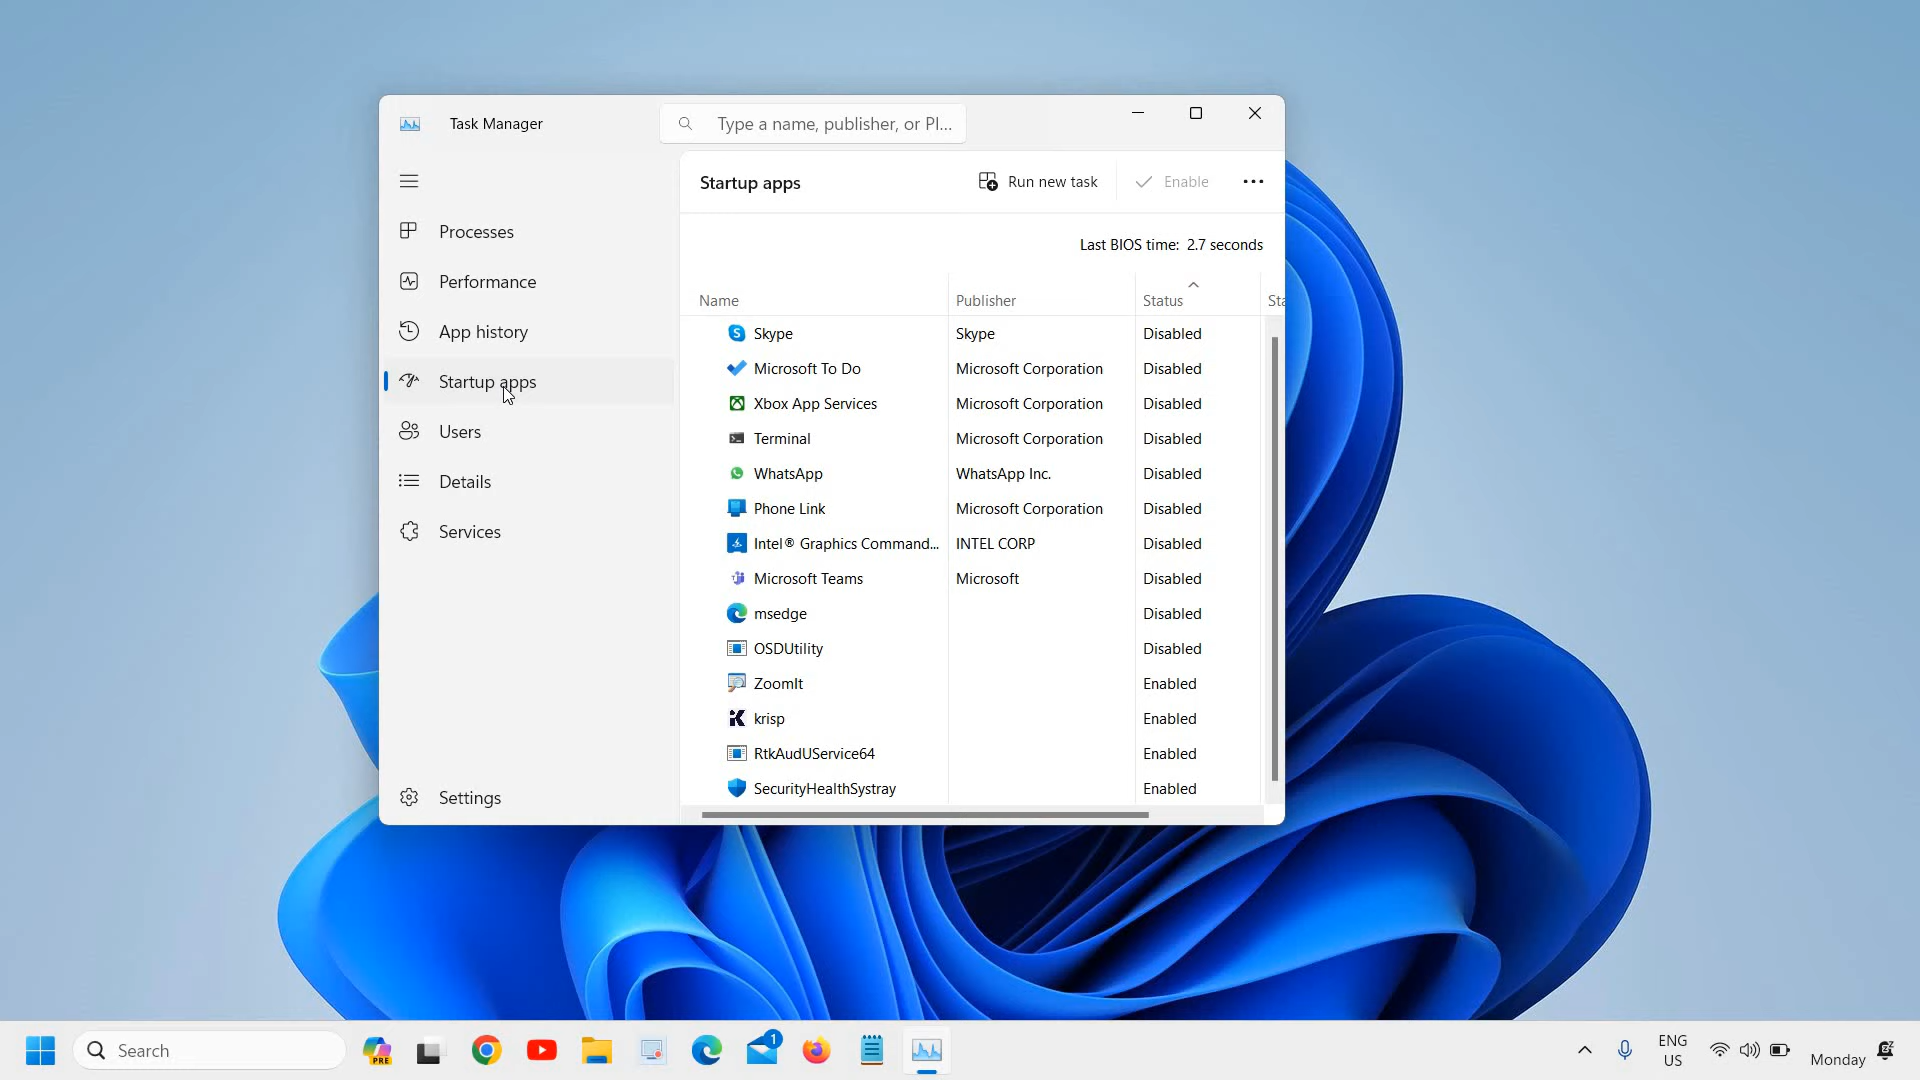 Task Manager
Type a name, publisher, or PI...
Startup apps
Run new task
Enable
Processes
Performance
App history
Startup apps
Users
Details
Services
Settings
Last BIOS time: 2.7 seconds
Name Publisher Status Sta
Skype Skype Disabled
Microsoft To Do Microsoft Corporation Disabled
Xbox App Services Microsoft Corporation Disabled
Terminal Microsoft Corporation Disabled
WhatsApp WhatsApp Inc. Disabled
Phone Link Microsoft Corporation Disabled
Intel® Graphics Command... INTEL CORP Disabled
Microsoft Teams Microsoft Disabled
msedge Disabled
OSDUtility Disabled
ZoomIt Enabled
krisp Enabled
RtkAudUService64 Enabled
SecurityHealthSystray Enabled
Search
PRE
1
ENG
US
Monday